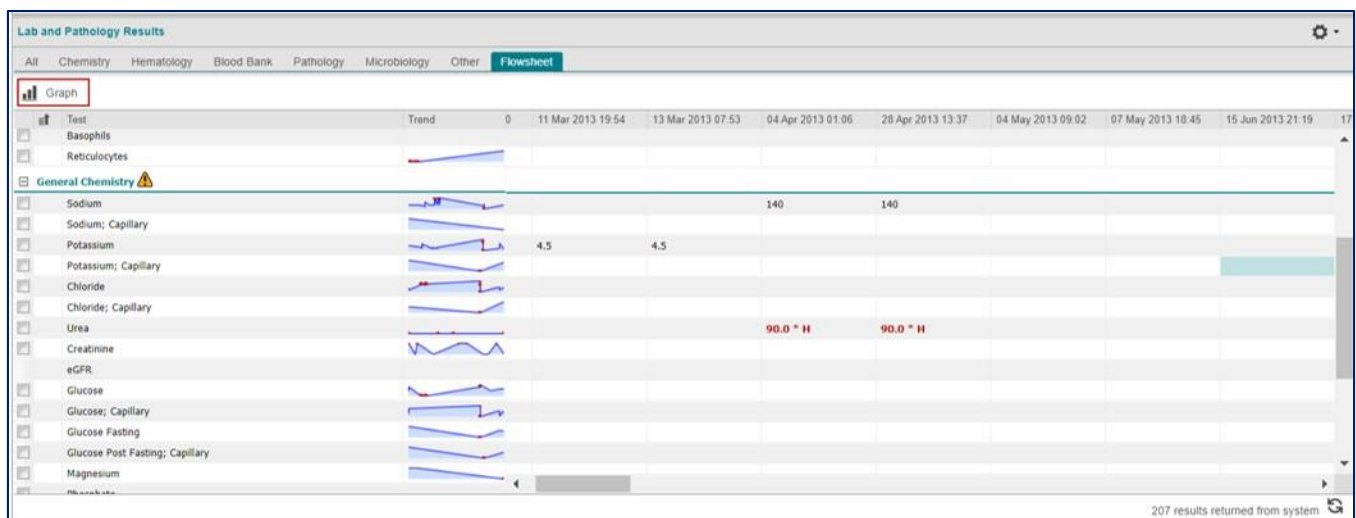 Lab and Pathology Results
All Chemistry Hematology Blood Bank Pathology Microbiology Other Flowsheet
Graph
Test Trend 0 11 Mar 2013 19:54 13 Mar 2013 07:53 04 Apr 2013 01:06 28 Apr 2013 13:37 04 May 2013 09:02 07 May 2013 18:45 15 Jun 2013 21:19 17
Basophils
Reticulocytes
General Chemistry
Sodium 140 140
Sodium; Capillary
Potassium 4.5 4.5
Potassium; Capillary
Chloride
Chloride; Capillary
Urea 90.0 * H 90.0 * H
Creatinine
eGFR
Glucose
Glucose; Capillary
Glucose Fasting
Glucose Post Fasting; Capillary
Magnesium
207 results returned from system